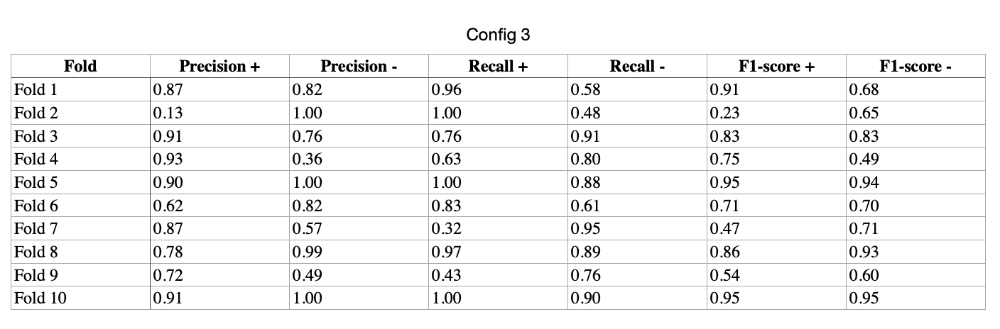 Config 3
Fold Precision + Precision - Recall + Recall - F1-score + F1-score -
Fold 1 0.87 0.82 0.96 0.58 0.91 0.68
Fold 2 0.13 1.00 1.00 0.48 0.23 0.65
Fold 3 0.91 0.76 0.76 0.91 0.83 0.83
Fold 4 0.93 0.36 0.63 0.80 0.75 0.49
Fold 5 0.90 1.00 1.00 0.88 0.95 0.94
Fold 6 0.62 0.82 0.83 0.61 0.71 0.70
Fold 7 0.87 0.57 0.32 0.95 0.47 0.71
Fold 8 0.78 0.99 0.97 0.89 0.86 0.93
Fold 9 0.72 0.49 0.43 0.76 0.54 0.60
Fold 10 0.91 1.00 1.00 0.90 0.95 0.95